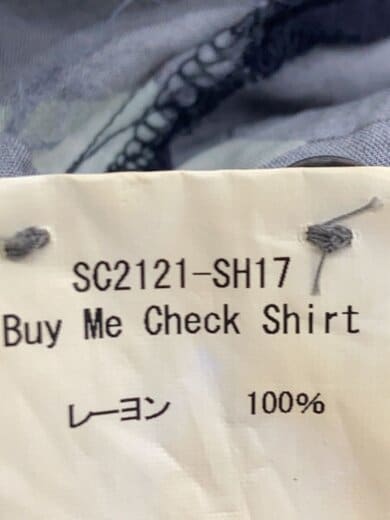 SC2121-SH17
Buy Me Check Shirt
レーヨン 100%